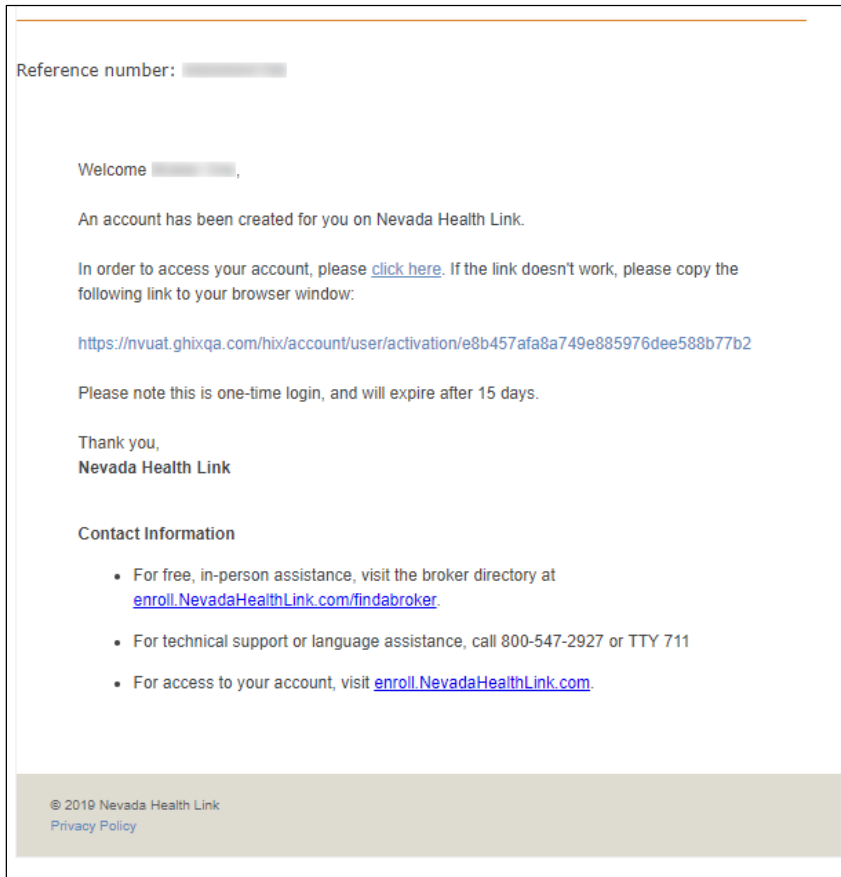 Reference number:
Welcome ,
An account has been created for you on Nevada Health Link.
In order to access your account, please click here. If the link doesn't work, please copy the
following link to your browser window:
https://nvuat.ghixqa.com/hix/account/user/activation/e8b457afa8a749e885976dee588b77b2
Please note this is one-time login, and will expire after 15 days.
Thank you,
Nevada Health Link
Contact Information
• For free, in-person assistance, visit the broker directory at
enroll.NevadaHealthLink.com/findabroker.
• For technical support or language assistance, call 800-547-2927 or TTY 711
• For access to your account, visit enroll.NevadaHealthLink.com.
© 2019 Nevada Health Link
Privacy Policy